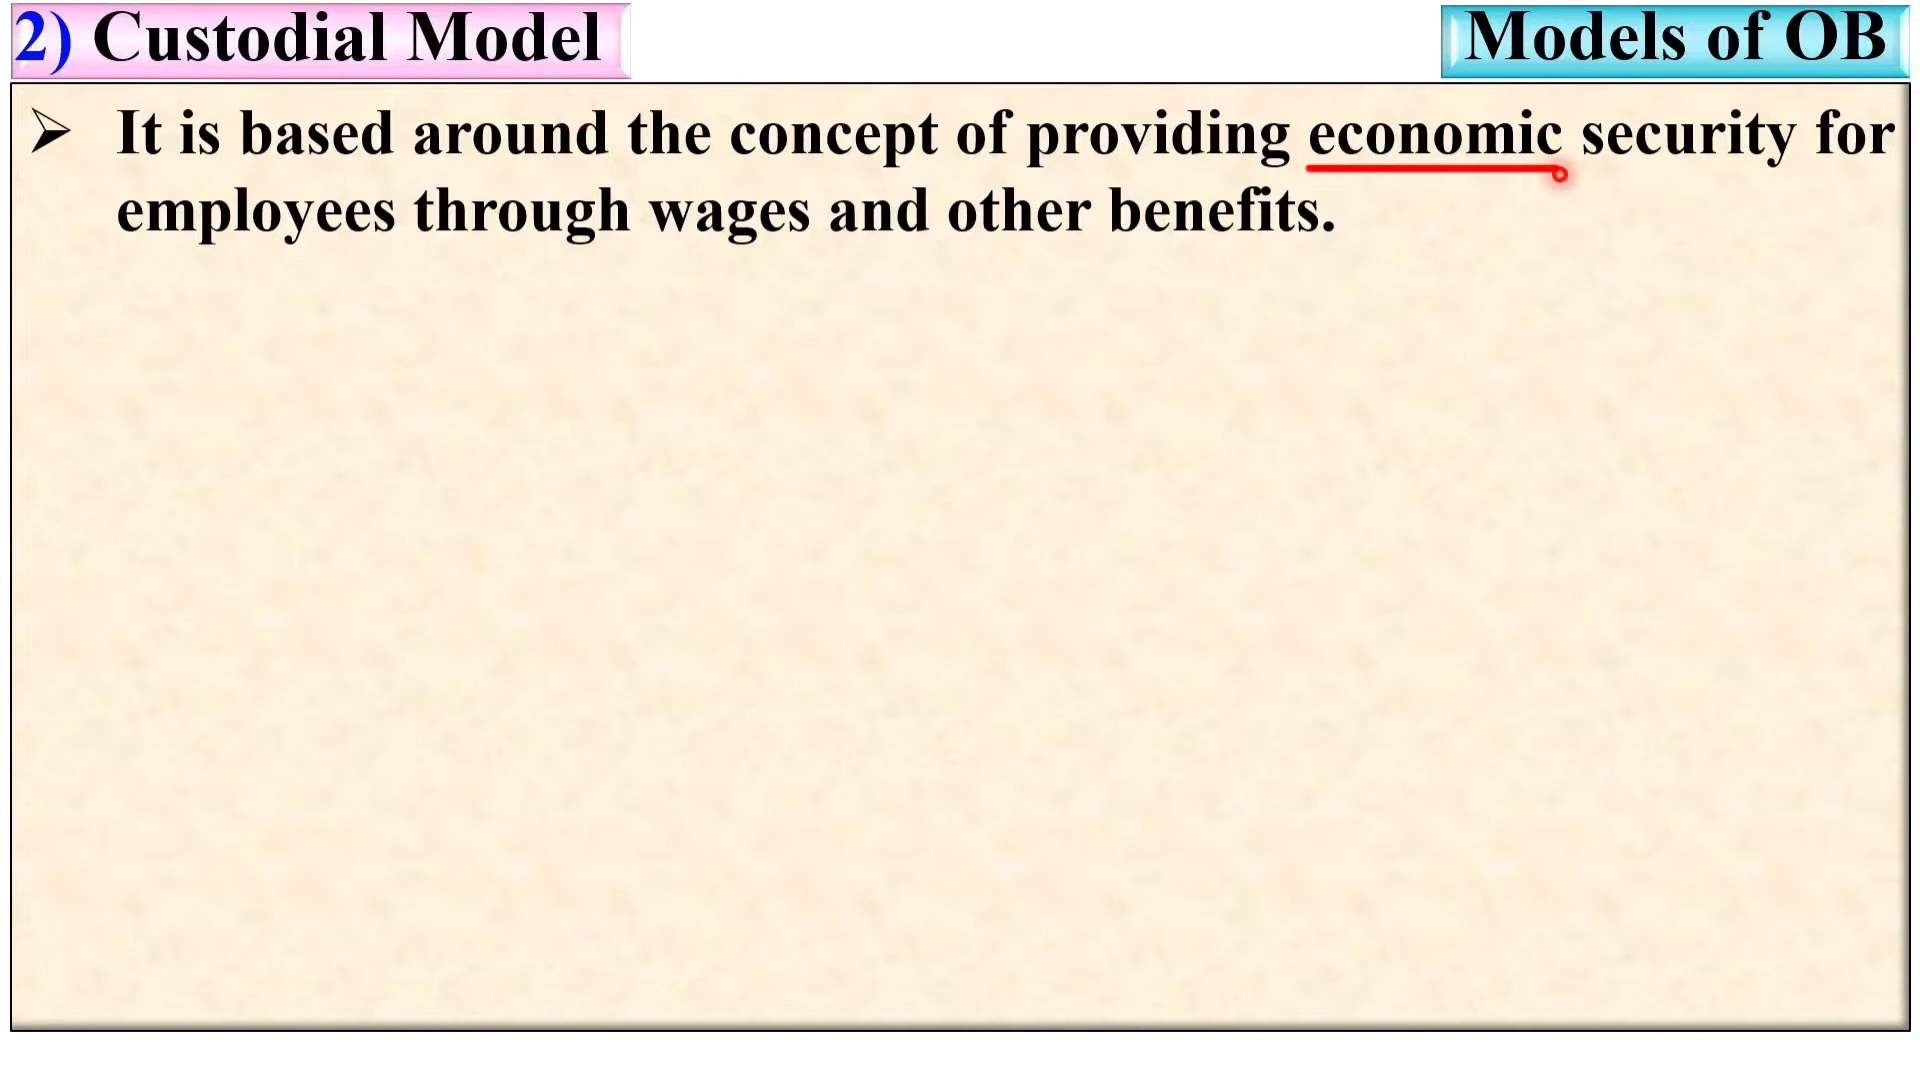 2) Custodial Model
Models of OB
➢ It is based around the concept of providing economic security for
employees through wages and other benefits.